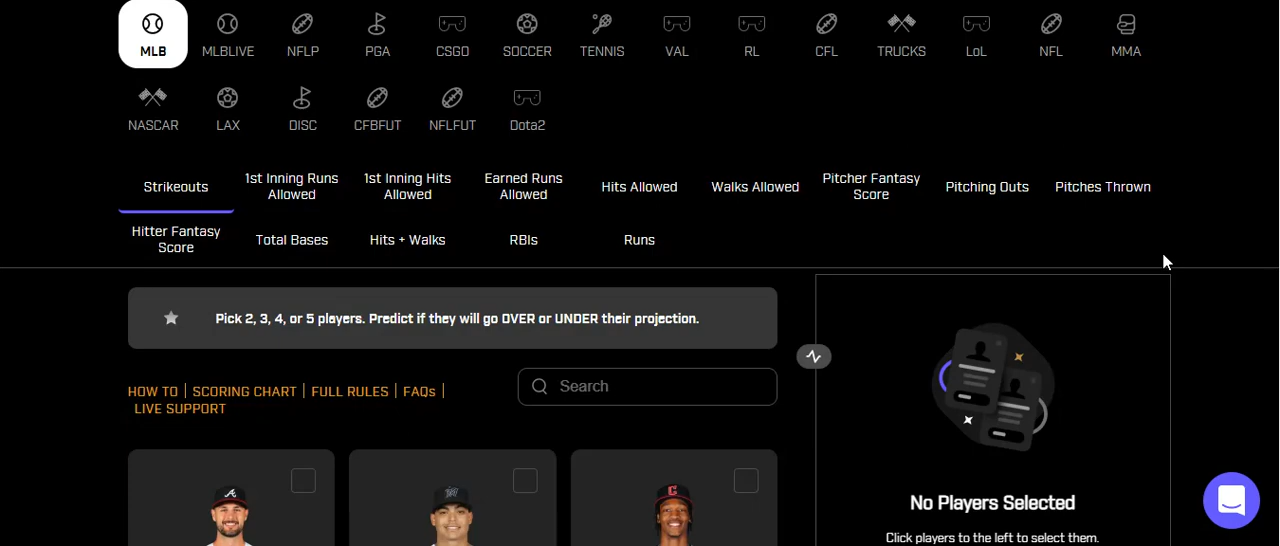 MLB MLBLIVE NFLP PGA CSGO SOCCER TENNIS VAL RL CFL TRUCKS LoL NFL MMA
NASCAR LAX DISC CFBFUT NFLFUT Dota2
Strikeouts
1st Inning Runs
Allowed
1st Inning Hits
Allowed
Earned Runs
Allowed
Hits Allowed
Walks Allowed
Pitcher Fantasy
Score
Pitching Outs
Pitches Thrown
Hitter Fantasy
Score
Total Bases
Hits + Walks
RBIs
Runs
Pick 2, 3, 4, or 5 players. Predict if they will go OVER or UNDER their projection.
HOW TO | SCORING CHART | FULL RULES | FAQs |
LIVE SUPPORT
Search
No Players Selected
Click players to the left to select them.